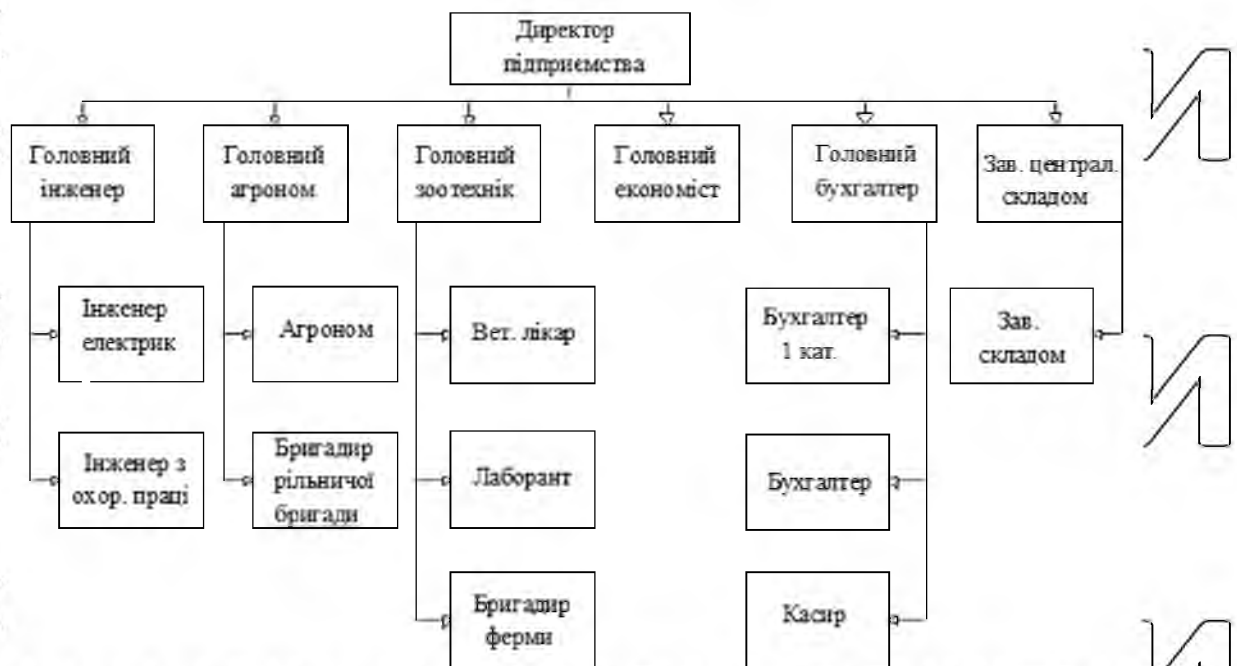 Директор
підприємства
Головний
інженер
Головний
агроном
Головний
зоотехнік
Головний
економіст
Головний
бухгалтер
Зав. централ.
складом
Інженер
електрик
Агроном
Вет. лікар
Бухгалтер
1 кат.
Зав.
складом
Інженер з
охор. праці
Бригадир
рільничої
бригади
Лаборант
Бухгалтер
Бригадир
ферми
Касир
И
И
И